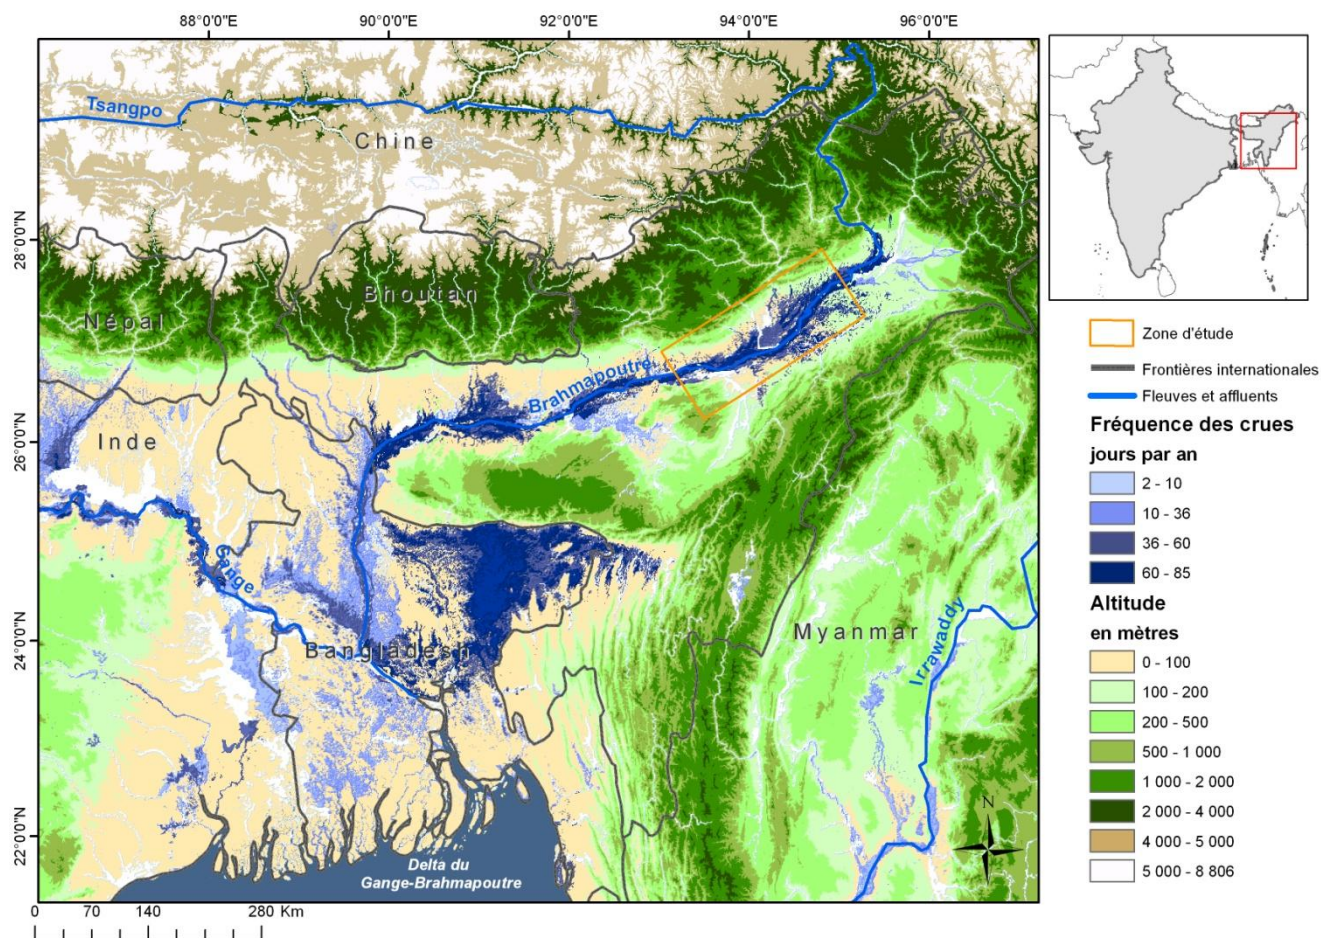 88°0'0"E
90°0'0"E
92°0'0"E
94°0'0"E
96°0'0"E
28°0'0"N
26°0'0"N
24°0'0"N
22°0'0"N
Tsangpo
Chine
Népal
Bhoutan
Brahmapoutre
Inde
Gange
Bangladesh
Myanmar
Irrawaddy
Delta du
Gange-Brahmapoutre
N
0 70 140 280 Km
Zone d'étude
Frontières internationales
Fleuves et affluents
Fréquence des crues
jours par an
2 - 10
10 - 36
36 - 60
60 - 85
Altitude
en mètres
0 - 100
100 - 200
200 - 500
500 - 1 000
1 000 - 2 000
2 000 - 4 000
4 000 - 5 000
5 000 - 8 806